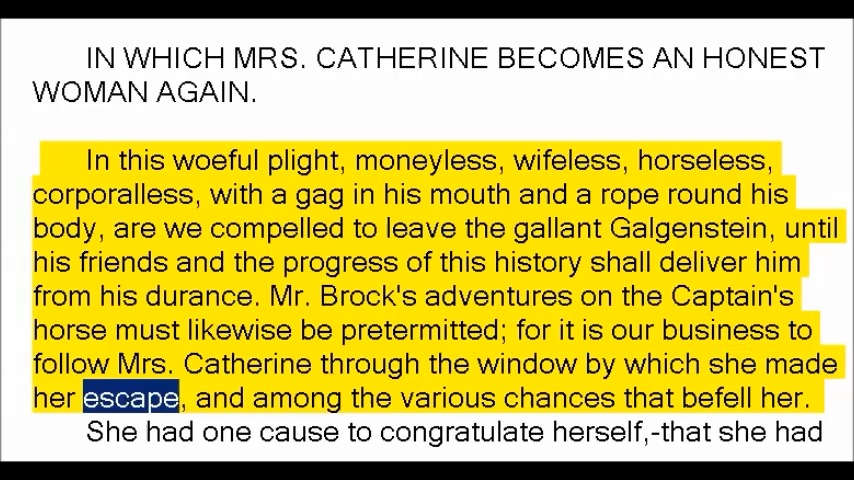 IN WHICH MRS. CATHERINE BECOMES AN HONEST
WOMAN AGAIN.
In this woeful plight, moneyless, wifeless, horseless,
corporalless, with a gag in his mouth and a rope round his
body, are we compelled to leave the gallant Galgenstein, until
his friends and the progress of this history shall deliver him
from his durance. Mr. Brock's adventures on the Captain's
horse must likewise be pretermitted; for it is our business to
follow Mrs. Catherine through the window by which she made
her escape, and among the various chances that befell her.
She had one cause to congratulate herself,-that she had